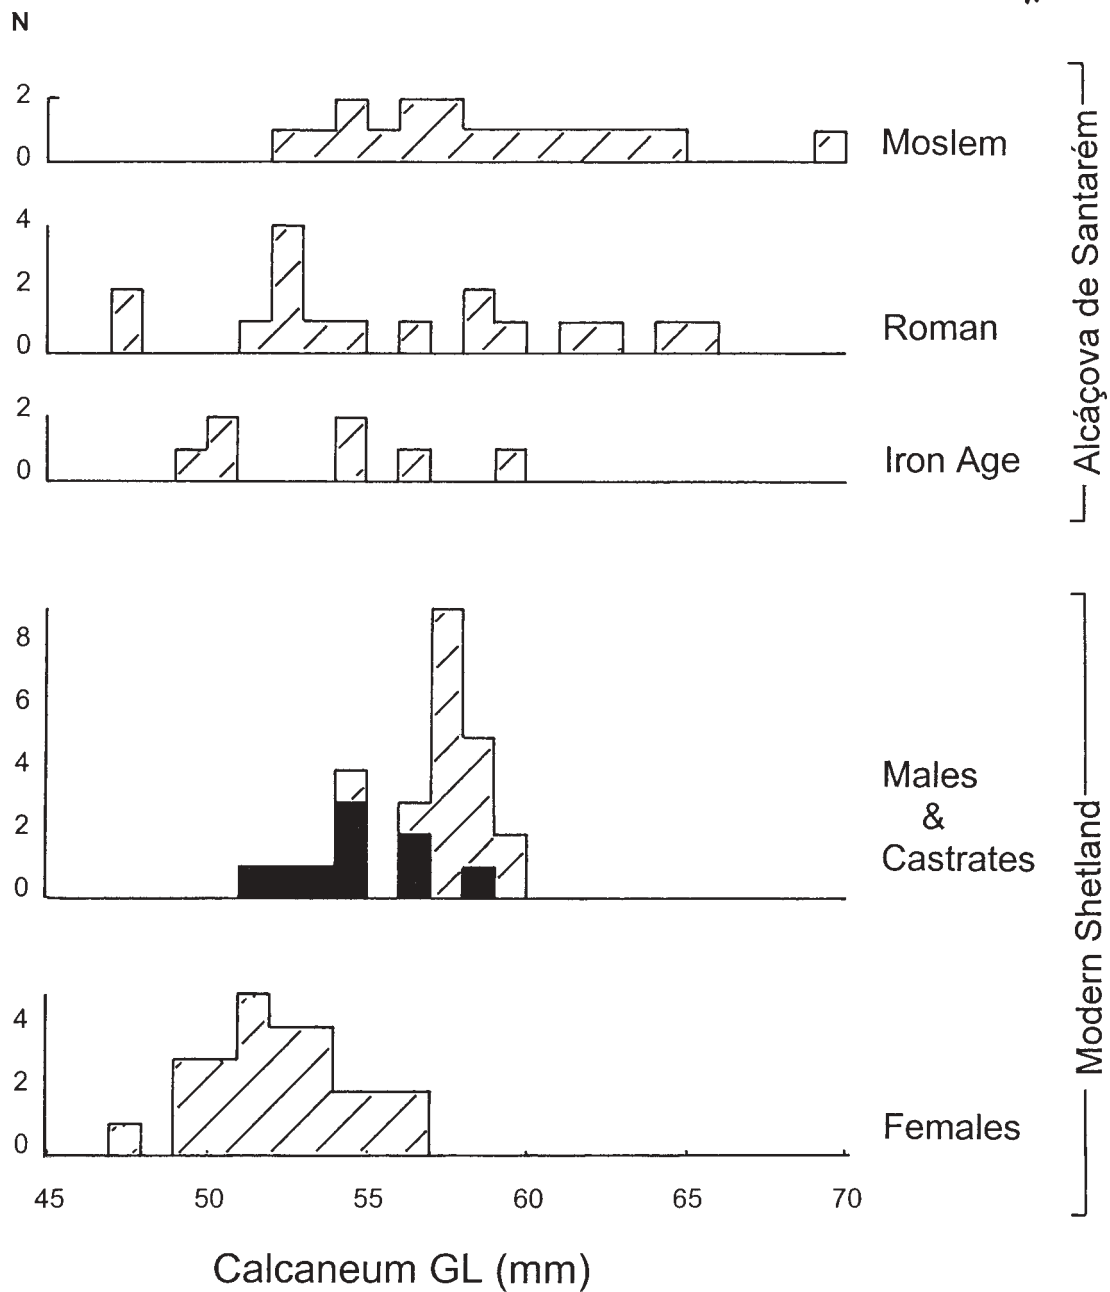 N
2
0
Moslem
4
2
0
Roman
2
0
Iron Age
Alcáçova de Santarém
8
6
4
2
0
Males
&
Castrates
4
2
0
Females
Modern Shetland
45 50 55 60 65 70
Calcaneum GL (mm)